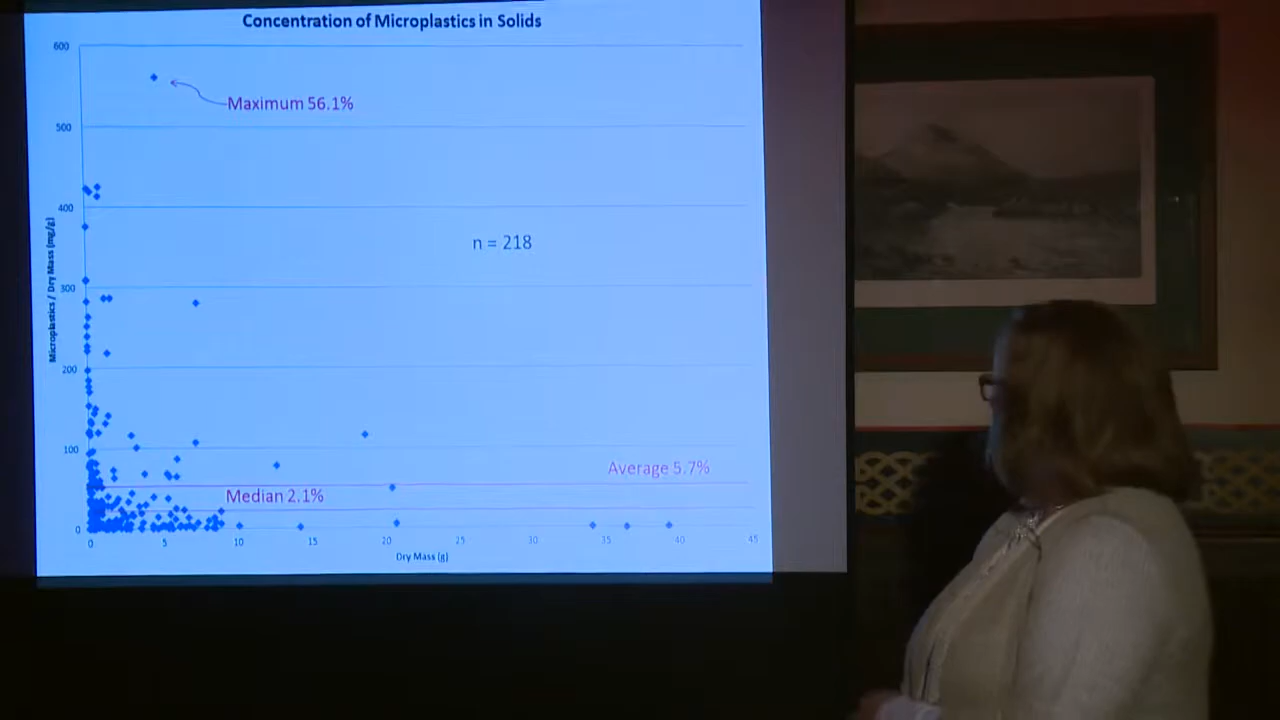 Concentration of Microplastics in Solids
600
Maximum 56.1%
500
400
n = 218
300
200
100
Average 5.7%
Median 2.1%
0
0 5 10 15 20 25 30 35 40 45
Dry Mass (g)
Microplastics / Dry Mass (mg/g)